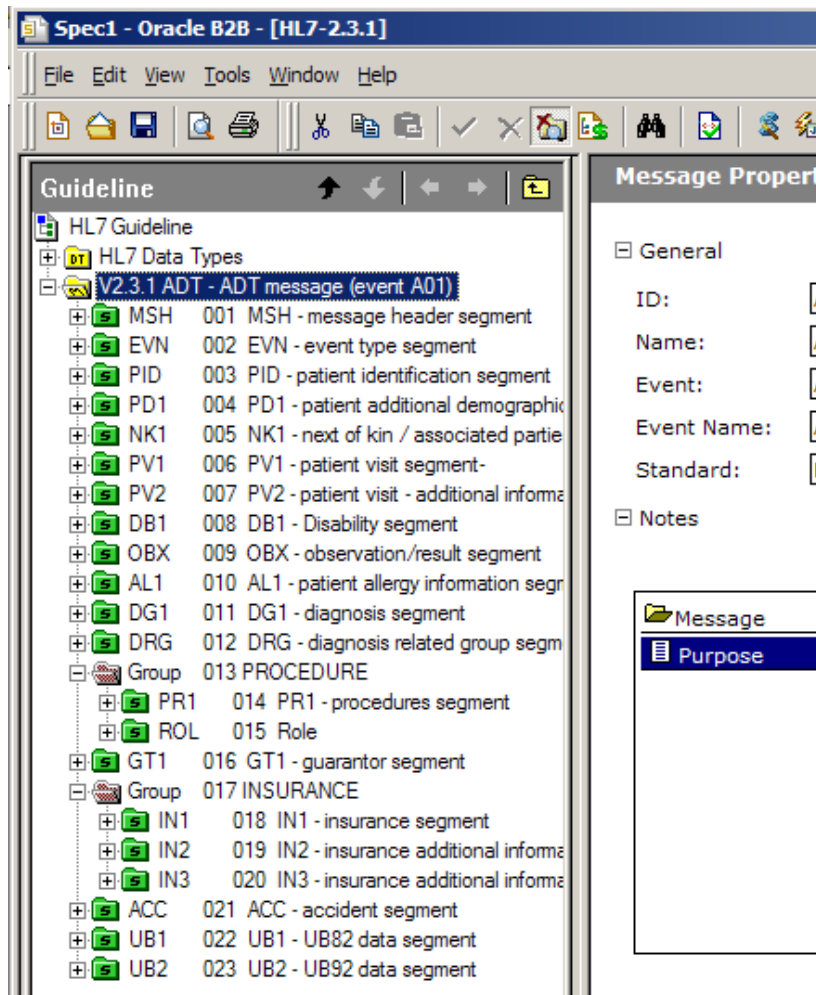 Spec1 - Oracle B2B - [HL7-2.3.1]
File Edit View Tools Window Help
Guideline
HL7 Guideline
DT HL7 Data Types
V2.3.1 ADT - ADT message (event A01)
S MSH 001 MSH - message header segment
S EVN 002 EVN - event type segment
S PID 003 PID - patient identification segment
S PD1 004 PD1 - patient additional demographic
S NK1 005 NK1 - next of kin / associated partie
S PV1 006 PV1 - patient visit segment-
S PV2 007 PV2 - patient visit - additional informa
S DB1 008 DB1 - Disability segment
S OBX 009 OBX - observation/result segment
S AL1 010 AL1 - patient allergy information segm
S DG1 011 DG1 - diagnosis segment
S DRG 012 DRG - diagnosis related group segm
Group 013 PROCEDURE
S PR1 014 PR1 - procedures segment
S ROL 015 Role
S GT1 016 GT1 - guarantor segment
Group 017 INSURANCE
S IN1 018 IN1 - insurance segment
S IN2 019 IN2 - insurance additional informa
S IN3 020 IN3 - insurance additional informa
S ACC 021 ACC - accident segment
S UB1 022 UB1 - UB82 data segment
S UB2 023 UB2 - UB92 data segment
Message Propert
General
ID:
Name:
Event:
Event Name:
Standard:
Notes
Message
Purpose